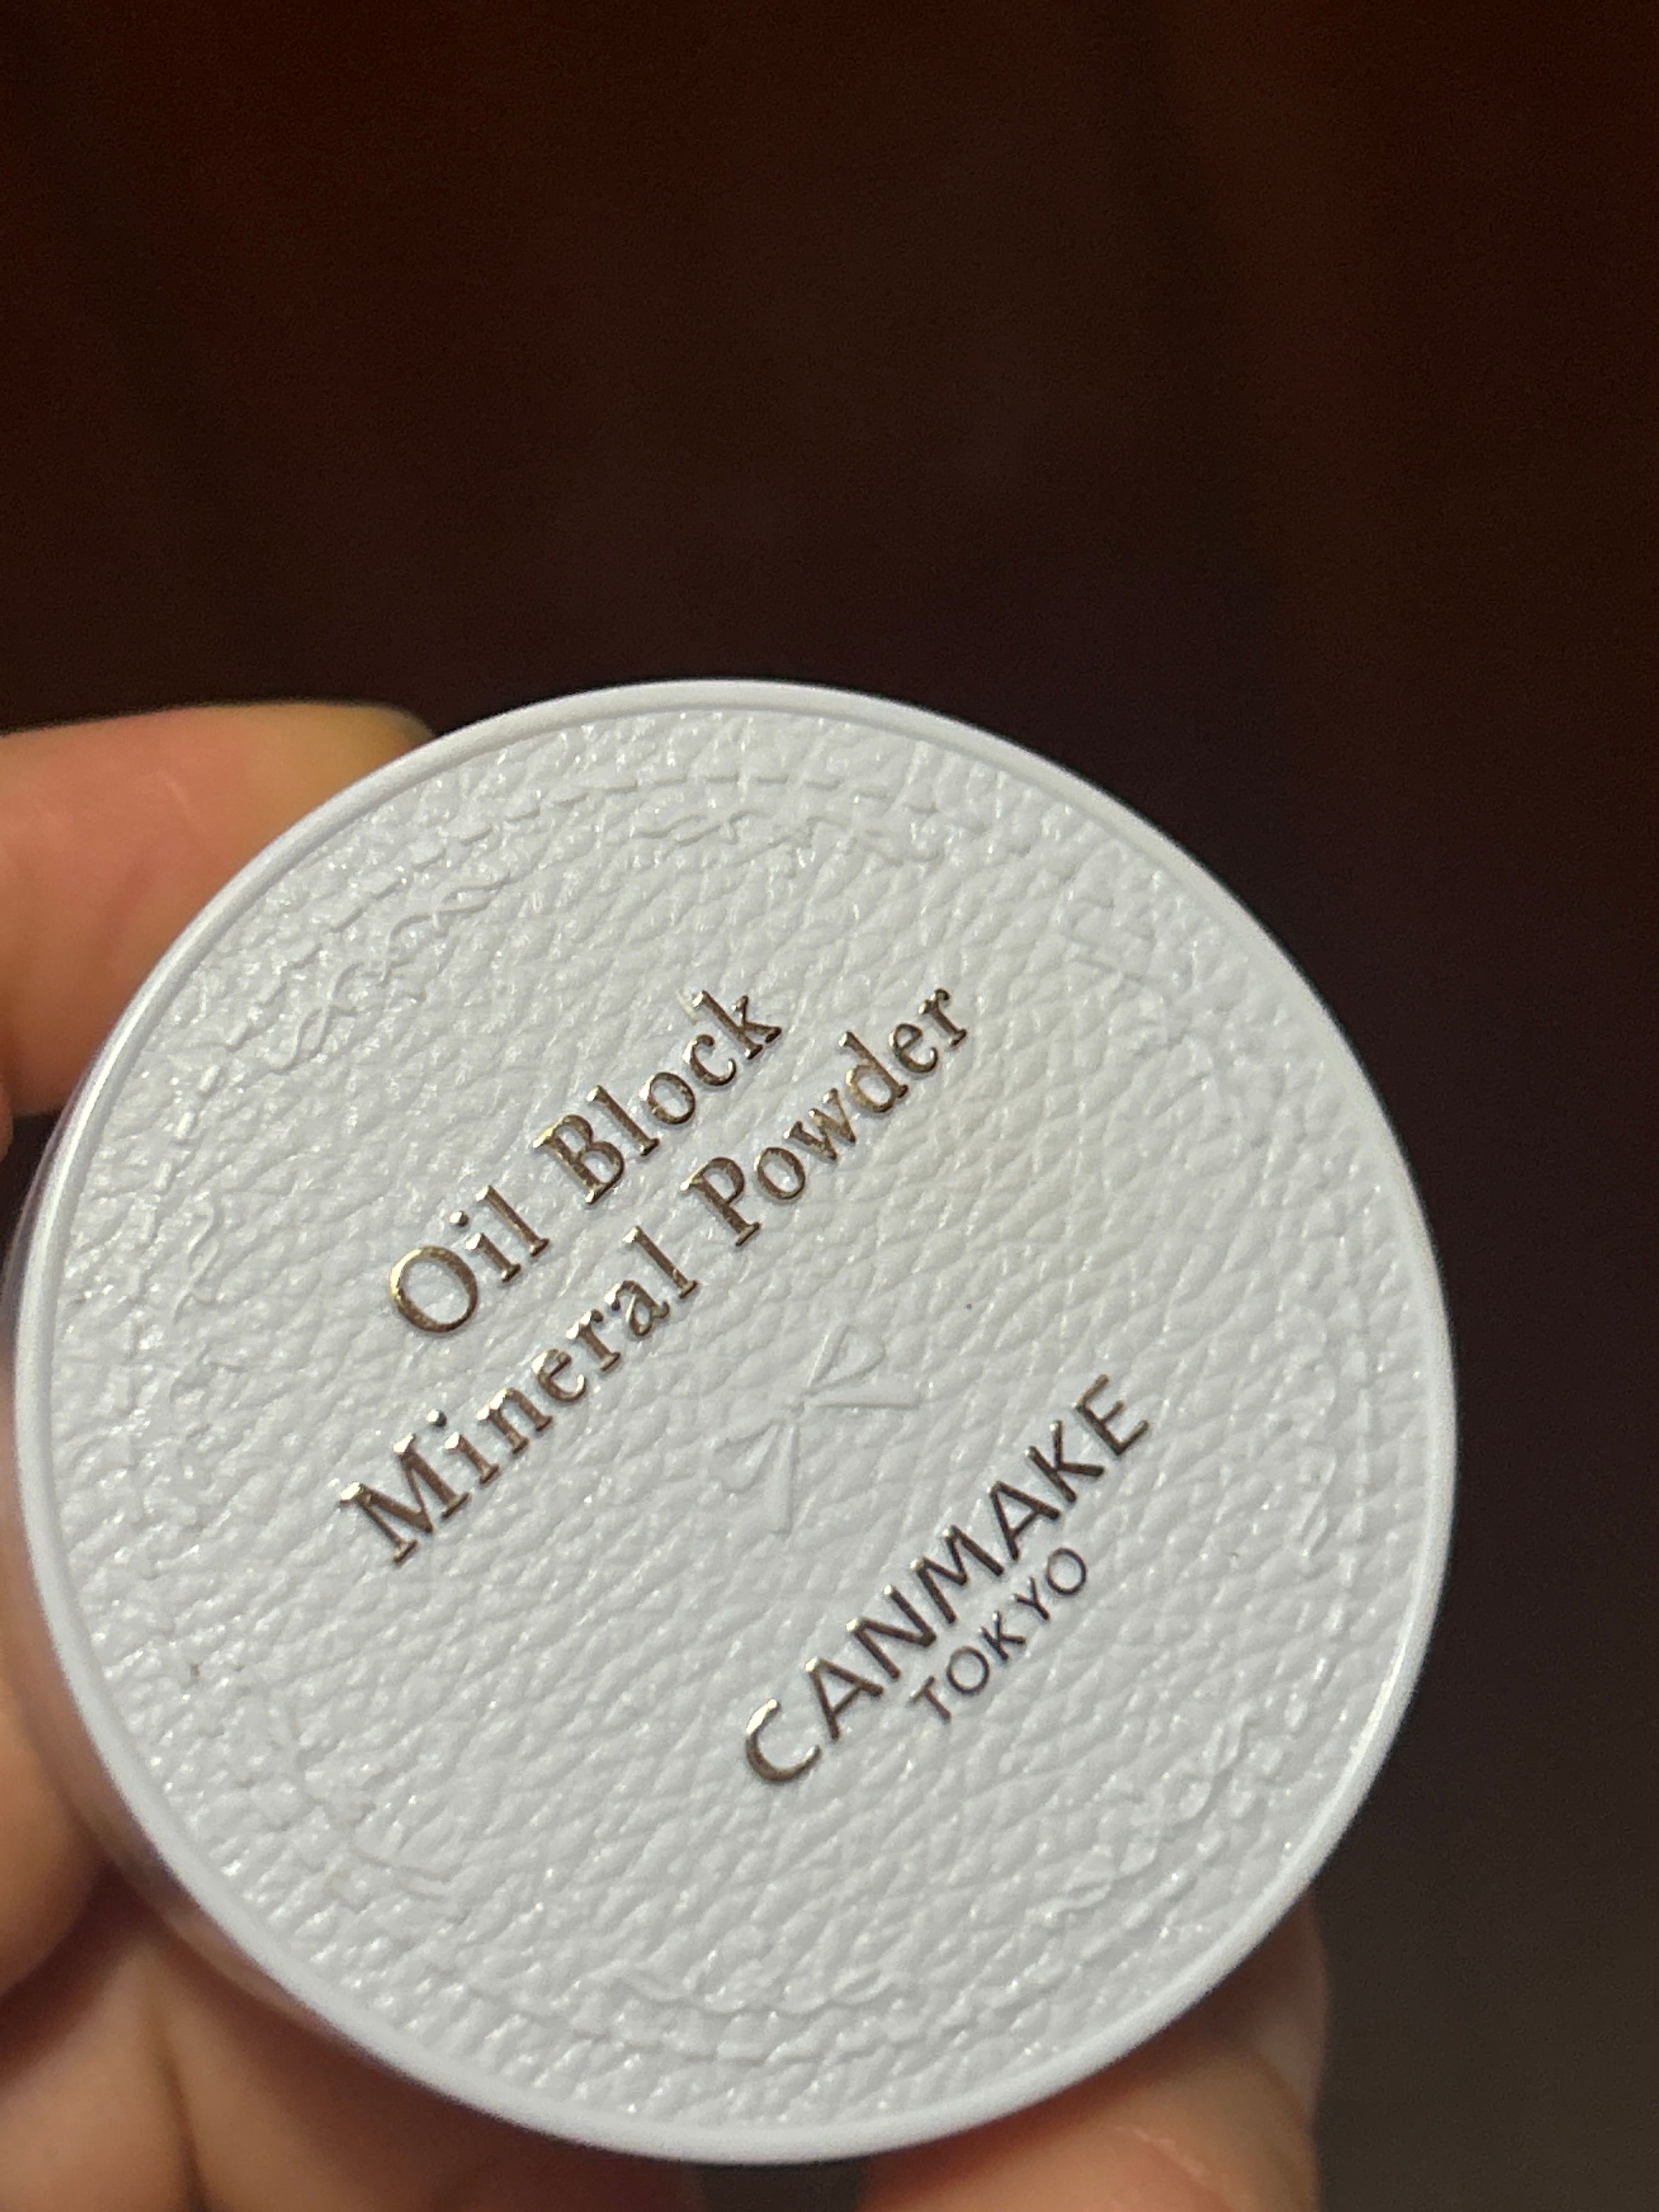 Oil Block
Mineral Powder
CANMAKE
TOKYO